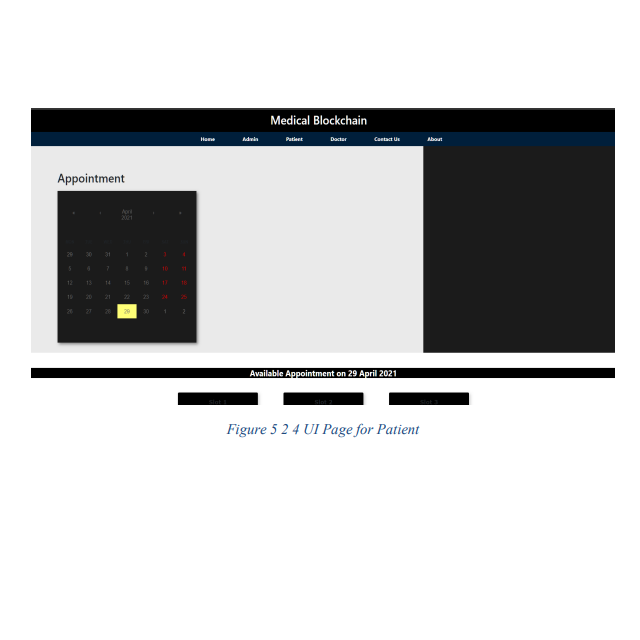 Medical Blockchain
Home Admin Patient Doctor Contact Us About
Appointment
« ‹ April 2021 › »
29 30 31 1 2 3 4
5 6 7 8 9 10 11
12 13 14 15 16 17 18
19 20 21 22 23 24 25
26 27 28 29 30 1 2
Available Appointment on 29 April 2021
Slot 1 Slot 2 Slot 3
Figure 5 2 4 UI Page for Patient